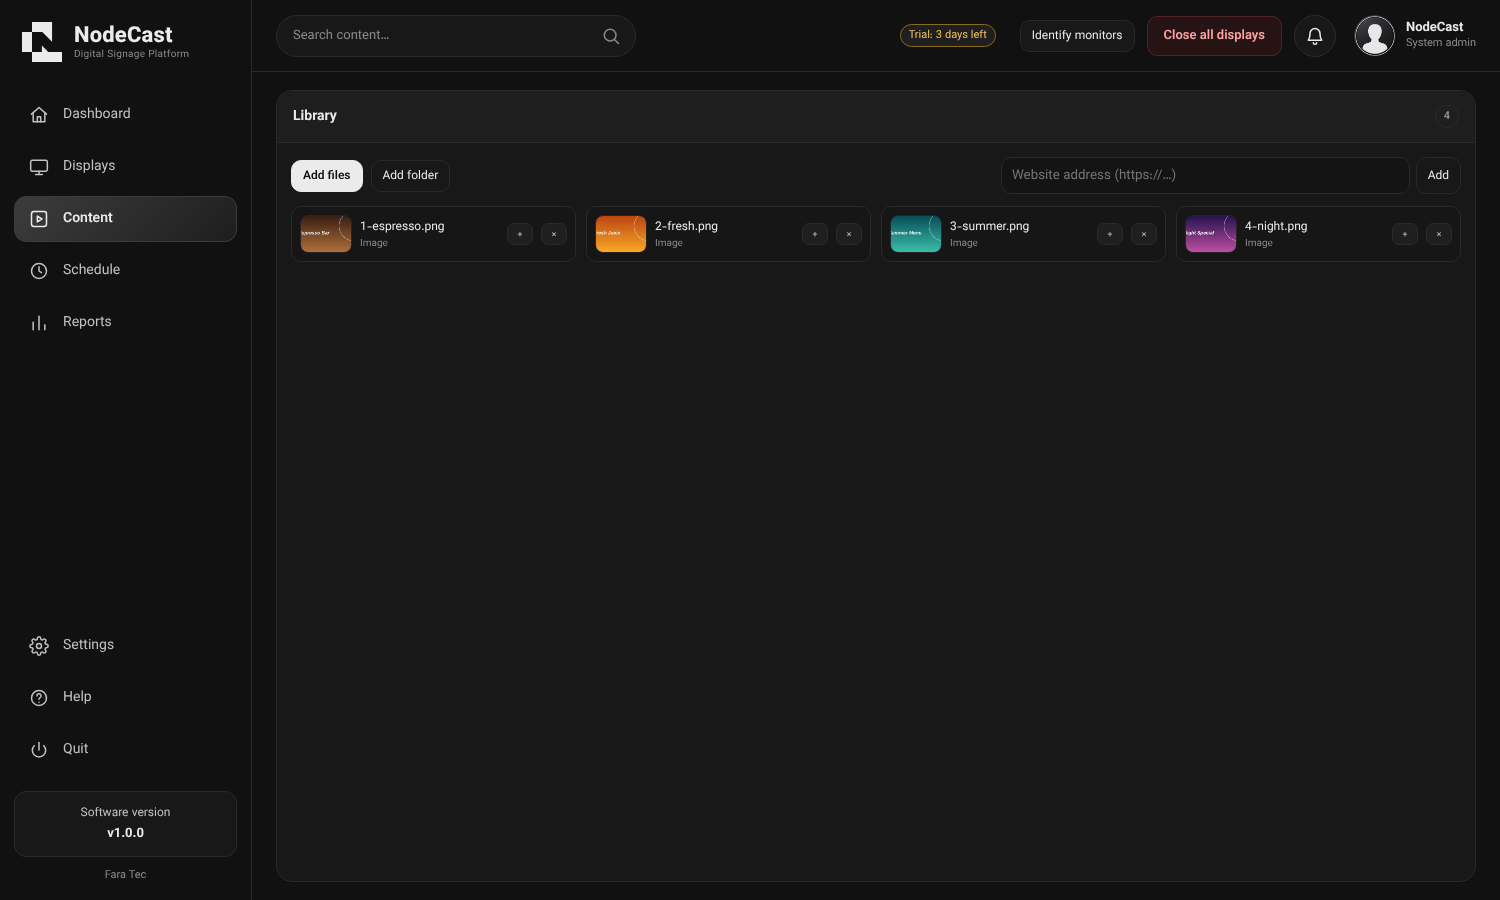 NodeCast
Digital Signage Platform
Search content...
Trial: 3 days left
Identify monitors
Close all displays
NodeCast
System admin
Dashboard
Displays
Content
Schedule
Reports
Settings
Help
Quit
Software version
v1.0.0
Fara Tec
Library
4
Add files
Add folder
Website address (https://...)
Add
1-espresso.png
Image
+
×
2-fresh.png
Image
+
×
3-summer.png
Image
+
×
4-night.png
Image
+
×